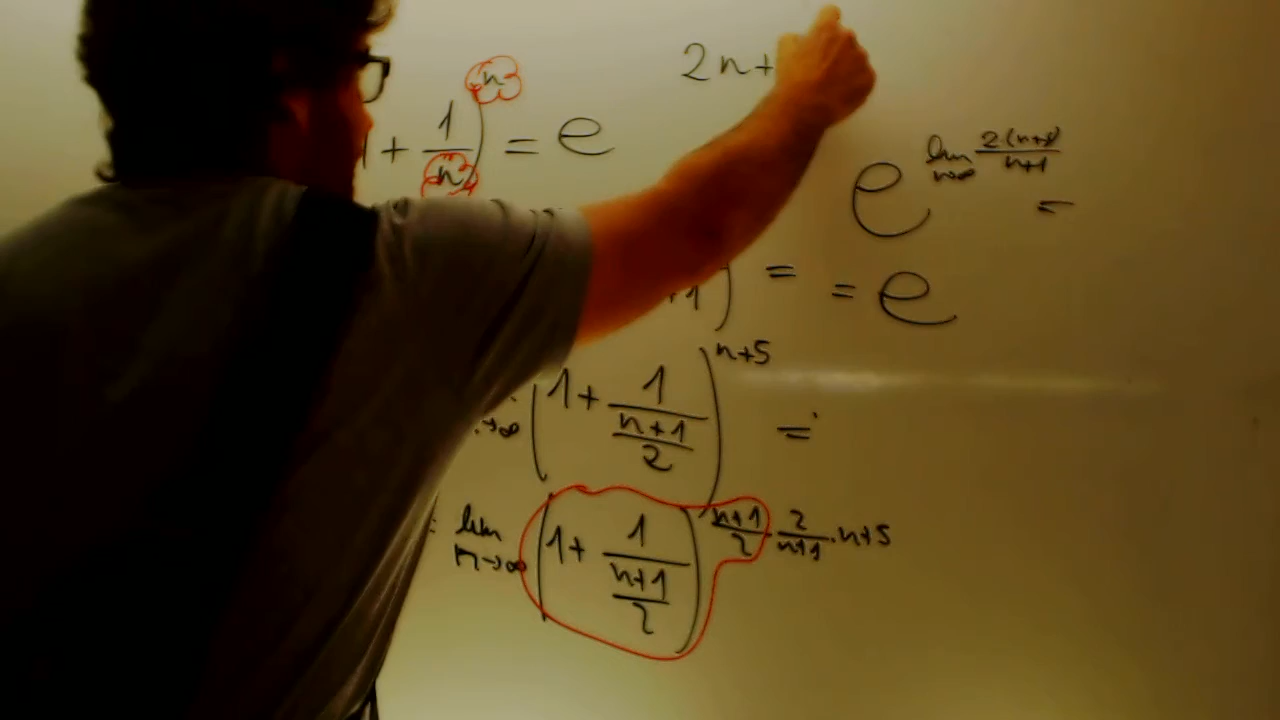 1 + 1/n)^n = e
2n+
e^lim n→∞ 2(n+5)/n+1 =
+1) =
= e
→∞ (1 + 1/(n+1/2))^n+5 =
= lim n→∞ (1 + 1/(n+1/2))^n+1/2 · 2/n+1 · n+5